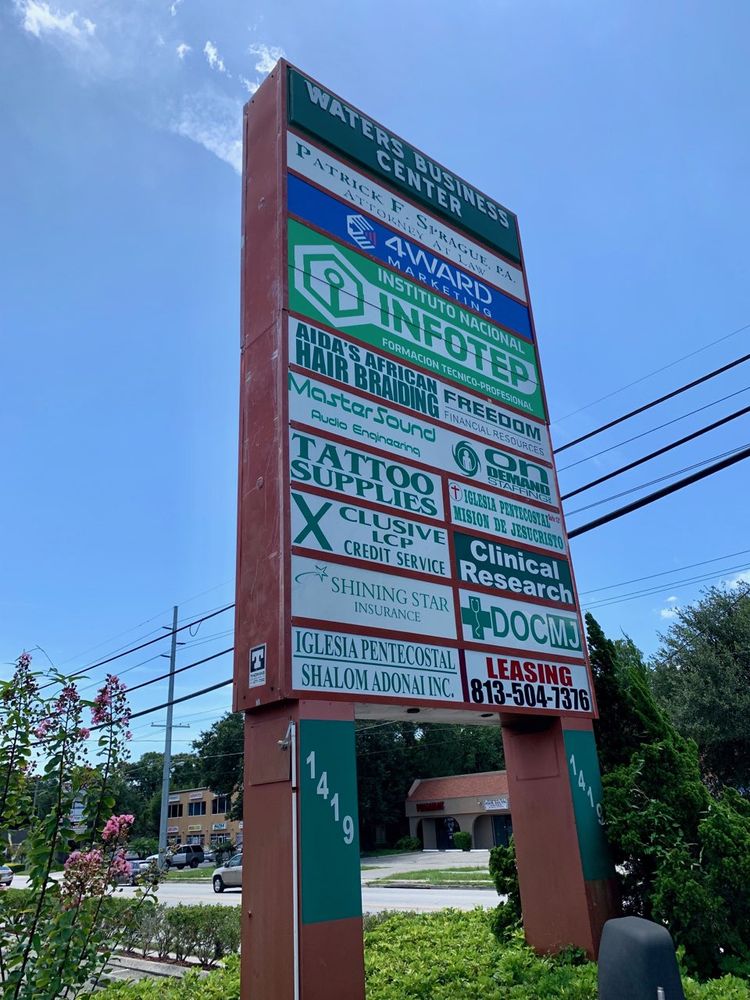 WATERS BUSINESS
CENTER
PATRICK F. SPRAGUE, P.A.
ATTORNEY AT LAW
4WARD
MARKETING
INSTITUTO NACIONAL
INFOTEP
FORMACION TECNICO-PROFESIONAL
AIDA'S AFRICAN
HAIR BRAIDING
FREEDOM
FINANCIAL RESOURCES
MasterSound
Audio Engineering
ON
DEMAND
STAFFING
TATTOO
SUPPLIES
IGLESIA PENTECOSTAL
MISION DE JESUCRISTO
XCLUSIVE
LCP
CREDIT SERVICE
Clinical
Research
SHINING STAR
INSURANCE
DOCMJ
IGLESIA PENTECOSTAL
SHALOM ADONAI INC.
LEASING
813-504-7376
1419
1419